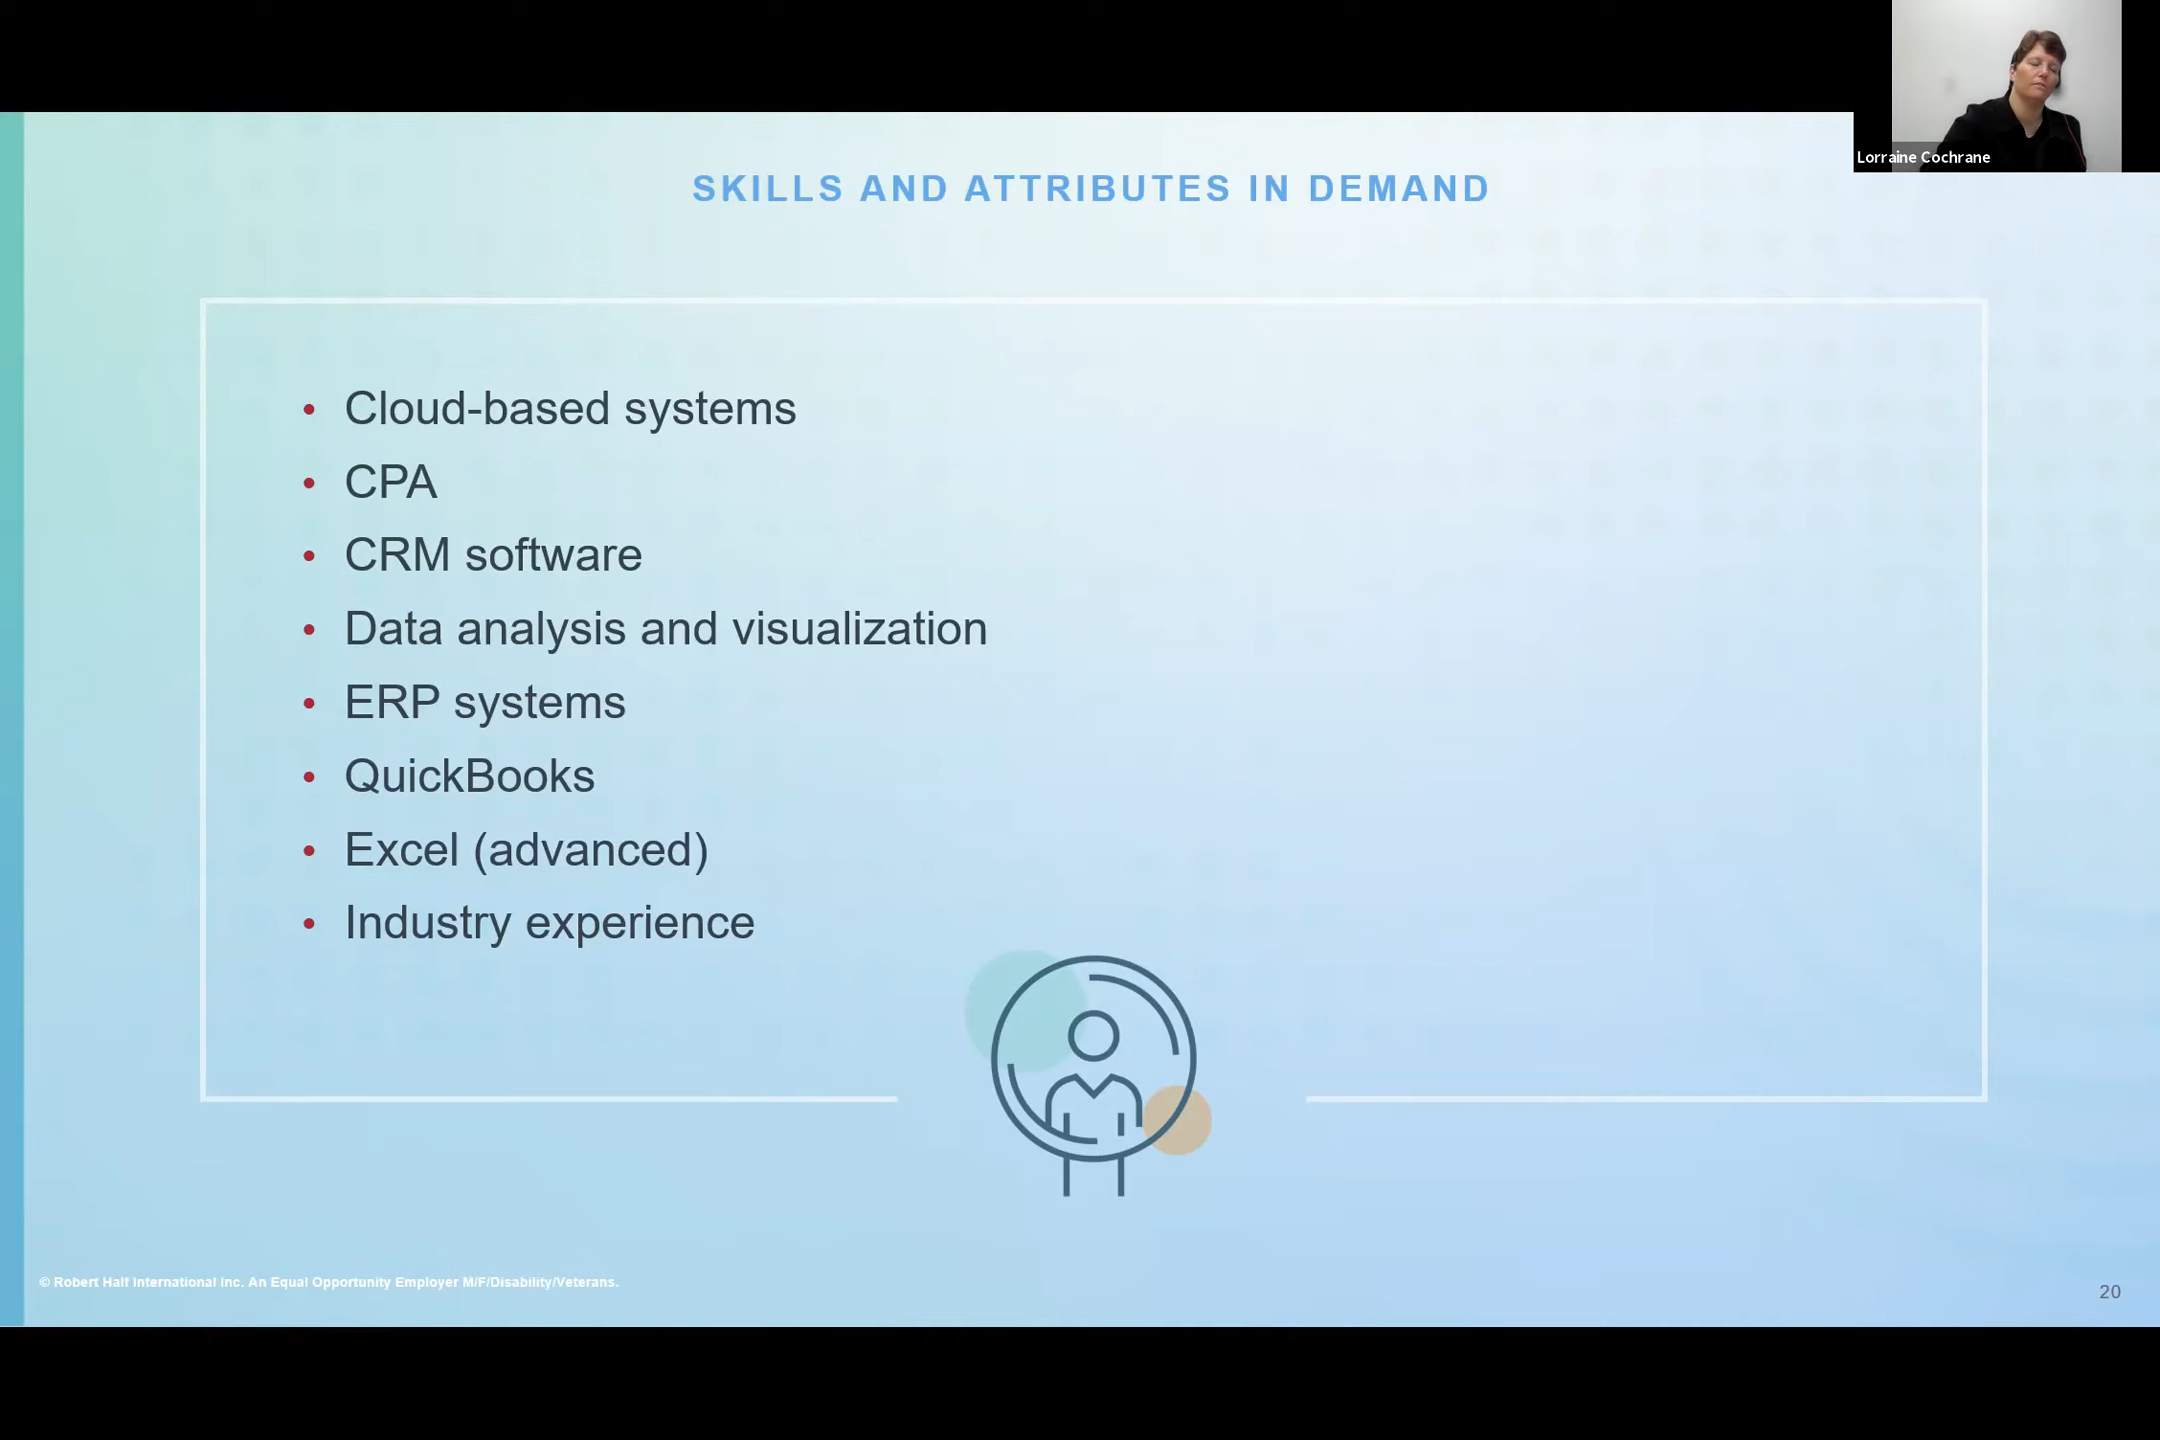 Lorraine Cochrane
SKILLS AND ATTRIBUTES IN DEMAND
• Cloud-based systems
• CPA
• CRM software
• Data analysis and visualization
• ERP systems
• QuickBooks
• Excel (advanced)
• Industry experience
© Robert Half International Inc. An Equal Opportunity Employer M/F/Disability/Veterans.
20